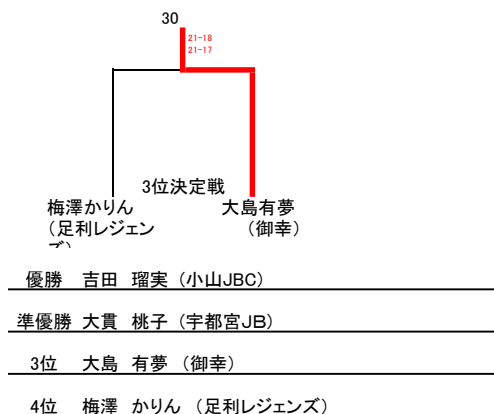 30
21-18
21-17
3位決定戦
梅澤かりん
（足利レジェン
ズ）
大島有夢
（御幸）
優勝 吉田 瑠実 （小山JBC）
準優勝 大貫 桃子 （宇都宮JB）
3位 大島 有夢 （御幸）
4位 梅澤 かりん （足利レジェンズ）